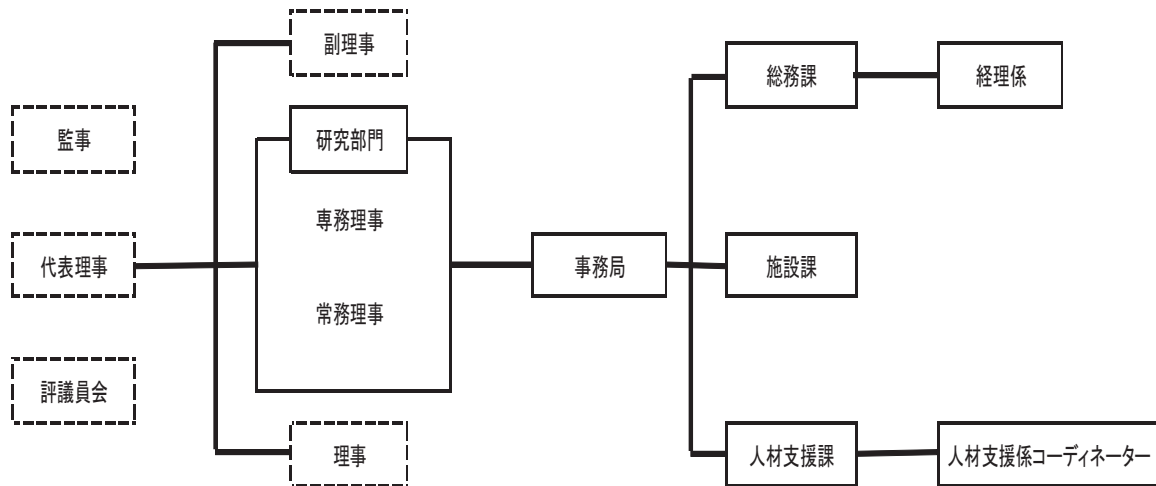 副理事
総務課
経理係
監事
研究部門
専務理事
代表理事
事務局
施設課
常務理事
評議員会
理事
人材支援課
人材支援係コーディネーター